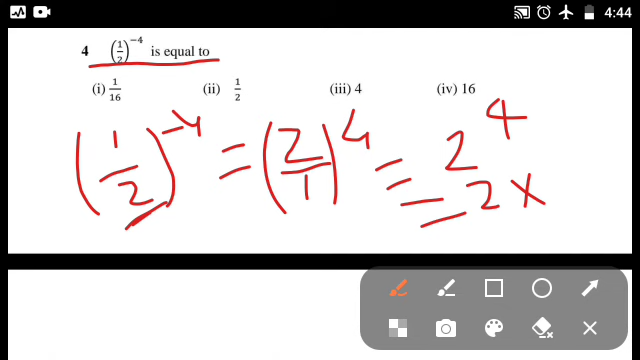 4:44
4 (1/2)^-4 is equal to
(i) 1/16 (ii) 1/2 (iii) 4 (iv) 16
(1/2)^-4 = (2/1)^4 = 2^4
= 2 x